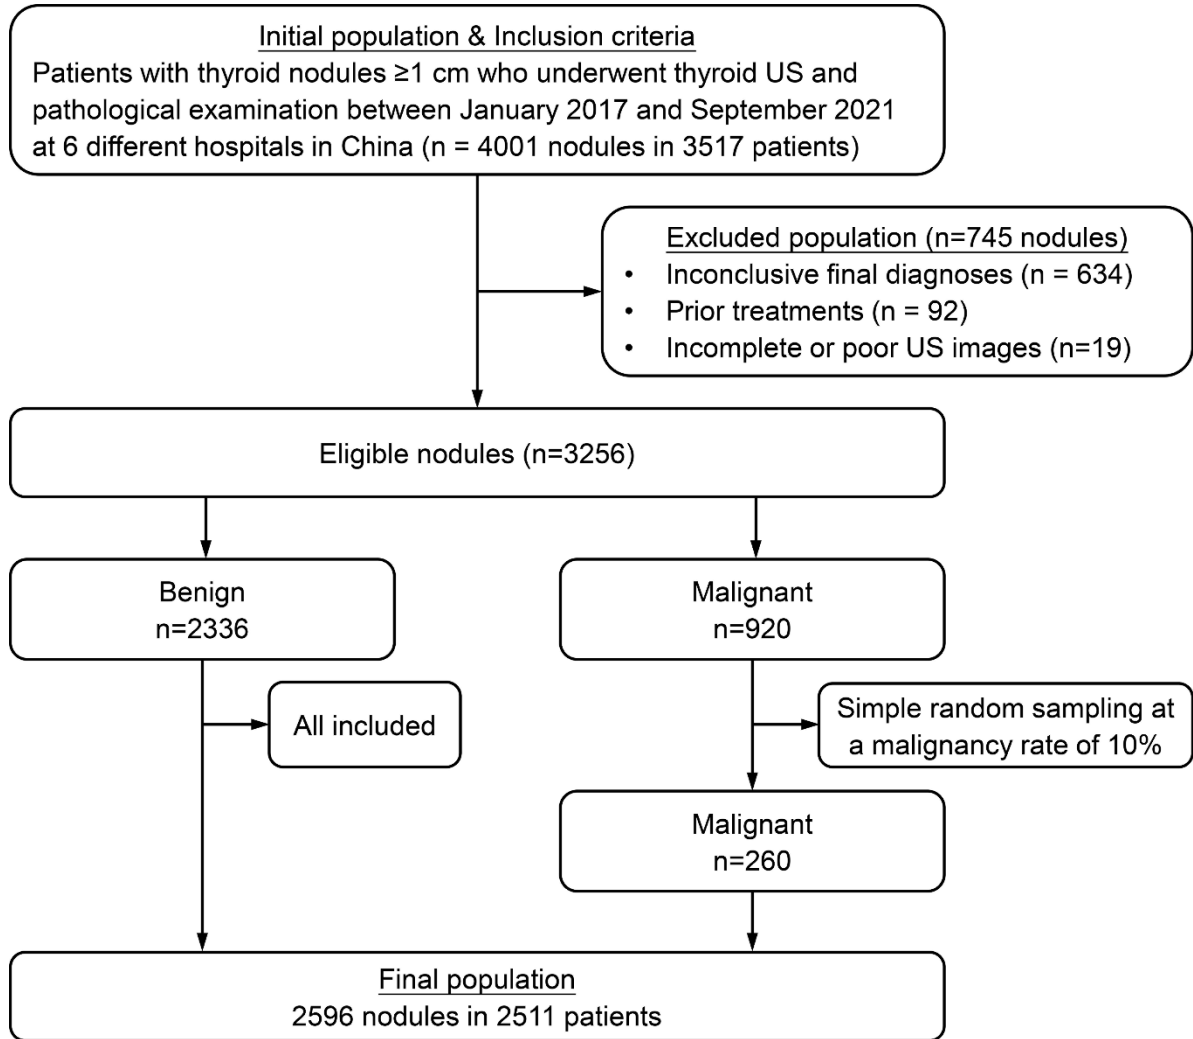 Initial population & Inclusion criteria
Patients with thyroid nodules ≥1 cm who underwent thyroid US and
pathological examination between January 2017 and September 2021
at 6 different hospitals in China (n = 4001 nodules in 3517 patients)
Excluded population (n=745 nodules)
• Inconclusive final diagnoses (n = 634)
• Prior treatments (n = 92)
• Incomplete or poor US images (n=19)
Eligible nodules (n=3256)
Benign
n=2336
Malignant
n=920
All included
Simple random sampling at
a malignancy rate of 10%
Malignant
n=260
Final population
2596 nodules in 2511 patients